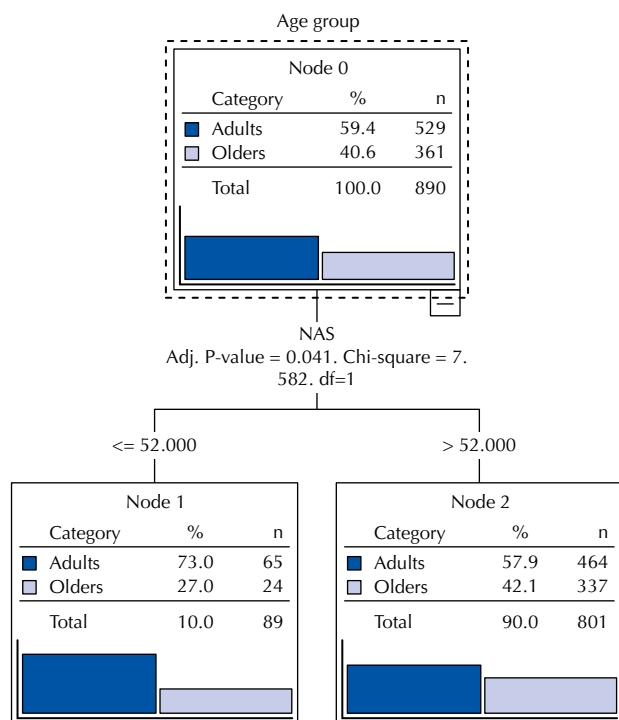 Age group
Node 0
Category % n
Adults 59.4 529
Olders 40.6 361
Total 100.0 890
NAS
Adj. P-value = 0.041. Chi-square = 7.
582. df=1
<= 52.000
> 52.000
Node 1
Category % n
Adults 73.0 65
Olders 27.0 24
Total 10.0 89
Node 2
Category % n
Adults 57.9 464
Olders 42.1 337
Total 90.0 801